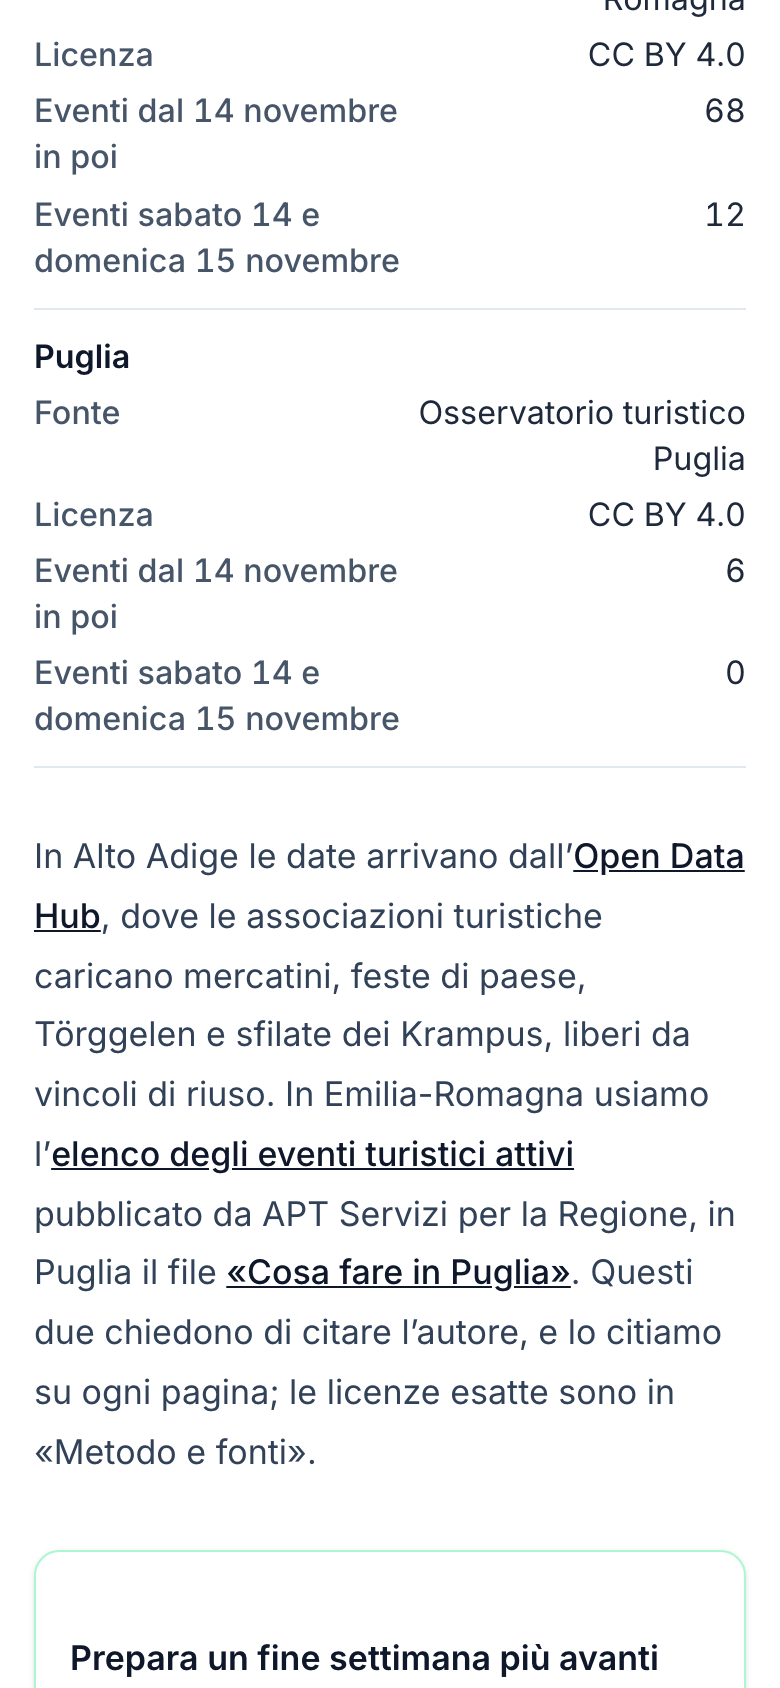 Romagna
Licenza CC BY 4.0
Eventi dal 14 novembre 68
in poi
Eventi sabato 14 e 12
domenica 15 novembre
Puglia
Fonte Osservatorio turistico
Puglia
Licenza CC BY 4.0
Eventi dal 14 novembre 6
in poi
Eventi sabato 14 e 0
domenica 15 novembre
In Alto Adige le date arrivano dall’Open Data
Hub, dove le associazioni turistiche
caricano mercatini, feste di paese,
Törggelen e sfilate dei Krampus, liberi da
vincoli di riuso. In Emilia-Romagna usiamo
l’elenco degli eventi turistici attivi
pubblicato da APT Servizi per la Regione, in
Puglia il file «Cosa fare in Puglia». Questi
due chiedono di citare l’autore, e lo citiamo
su ogni pagina; le licenze esatte sono in
«Metodo e fonti».
Prepara un fine settimana più avanti